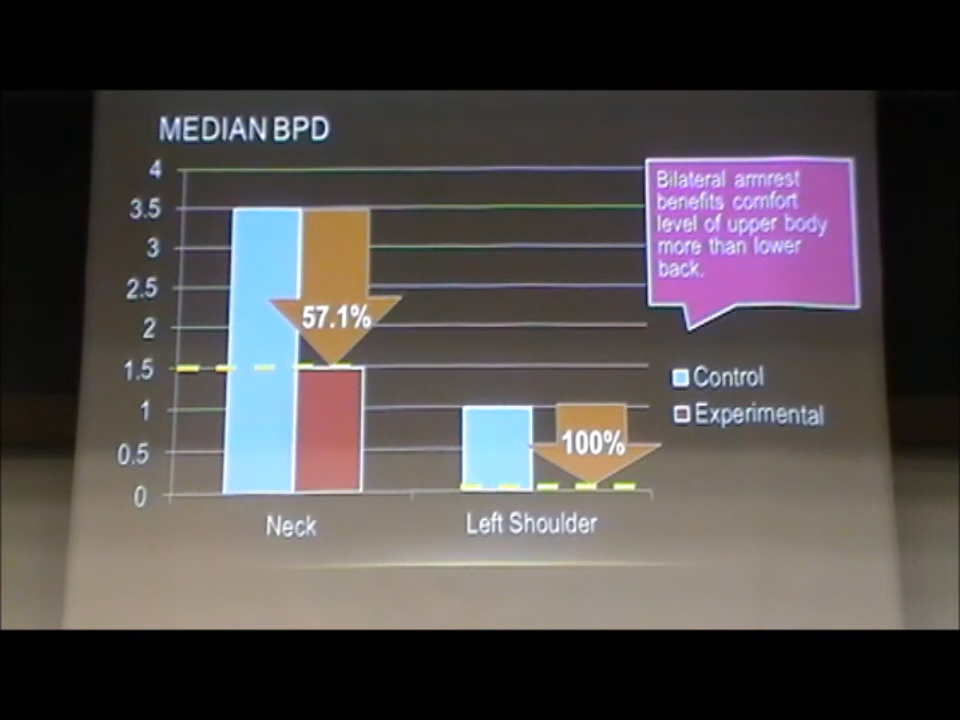 MEDIAN BPD
4
3.5
3
2.5
2
1.5
1
0.5
0
57.1%
100%
Neck
Left Shoulder
Bilateral armrest
benefits comfort
level of upper body
more than lower
back.
Control
Experimental